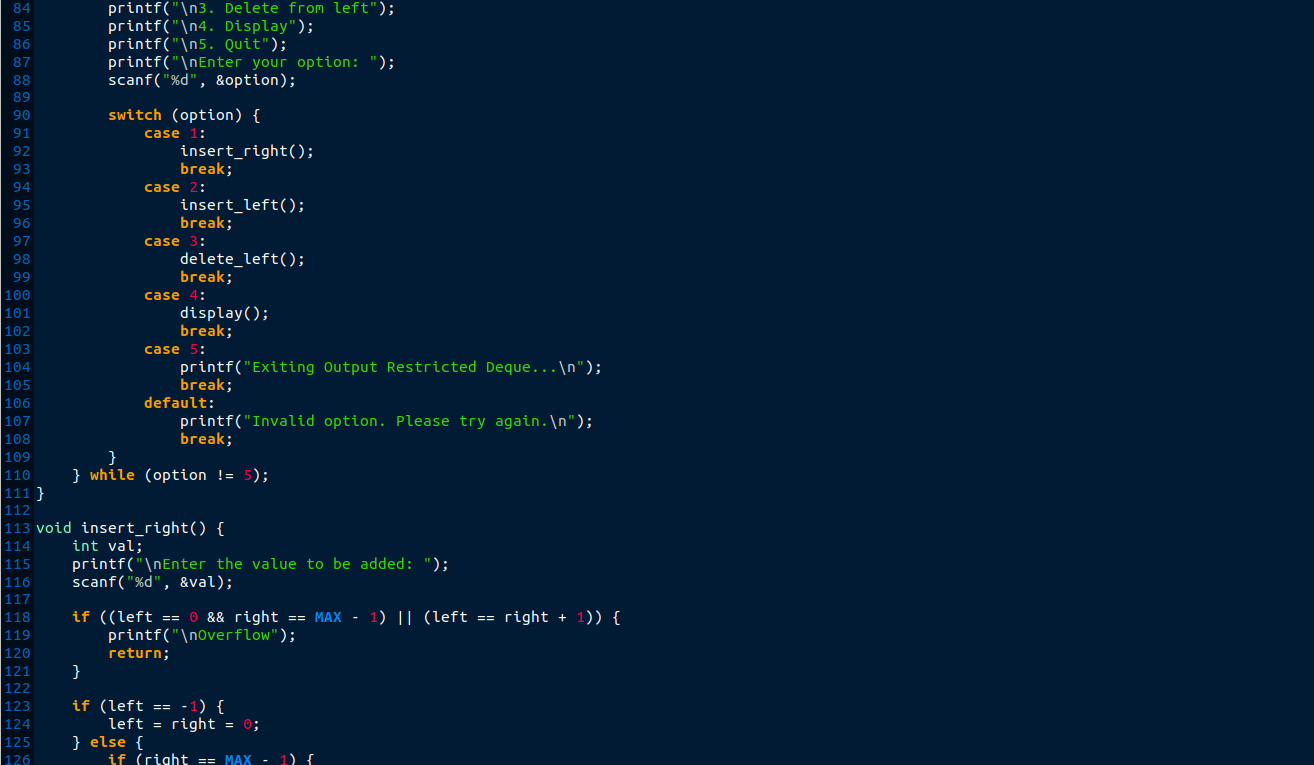 84 printf("\n3. Delete from left");
85 printf("\n4. Display");
86 printf("\n5. Quit");
87 printf("\nEnter your option: ");
88 scanf("%d", &option);
89
90 switch (option) {
91 case 1:
92 insert_right();
93 break;
94 case 2:
95 insert_left();
96 break;
97 case 3:
98 delete_left();
99 break;
100 case 4:
101 display();
102 break;
103 case 5:
104 printf("Exiting Output Restricted Deque...\n");
105 break;
106 default:
107 printf("Invalid option. Please try again.\n");
108 break;
109 }
110 } while (option != 5);
111 }
112
113 void insert_right() {
114 int val;
115 printf("\nEnter the value to be added: ");
116 scanf("%d", &val);
117
118 if ((left == 0 && right == MAX - 1) || (left == right + 1)) {
119 printf("\nOverflow");
120 return;
121 }
122
123 if (left == -1) {
124 left = right = 0;
125 } else {
126 if (right == MAX - 1) {